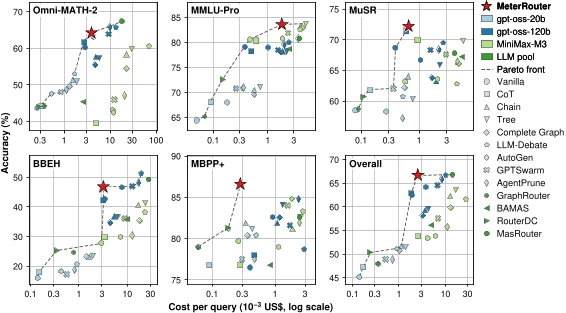 Omni-MATH-2
70
60
50
40
0.3
1
3
10
30
100
MMLU-Pro
85
80
75
70
65
0.1
0.3
1
3
MuSR
75
70
65
60
0.1
0.3
1
3
BBEH
50
40
30
20
0.1
0.3
1
3
10
30
MBPP+
90
85
80
75
0.1
0.3
1
3
Overall
70
65
60
55
50
45
0.1
0.3
1
3
10
30
Accuracy (%)
Cost per query (10⁻³ US$, log scale)
MeterRouter
gpt-oss-20b
gpt-oss-120b
MiniMax-M3
LLM pool
Pareto front
Vanilla
CoT
Chain
Tree
Complete Graph
LLM-Debate
AutoGen
GPTSwarm
AgentPrune
GraphRouter
BAMAS
RouterDC
MasRouter